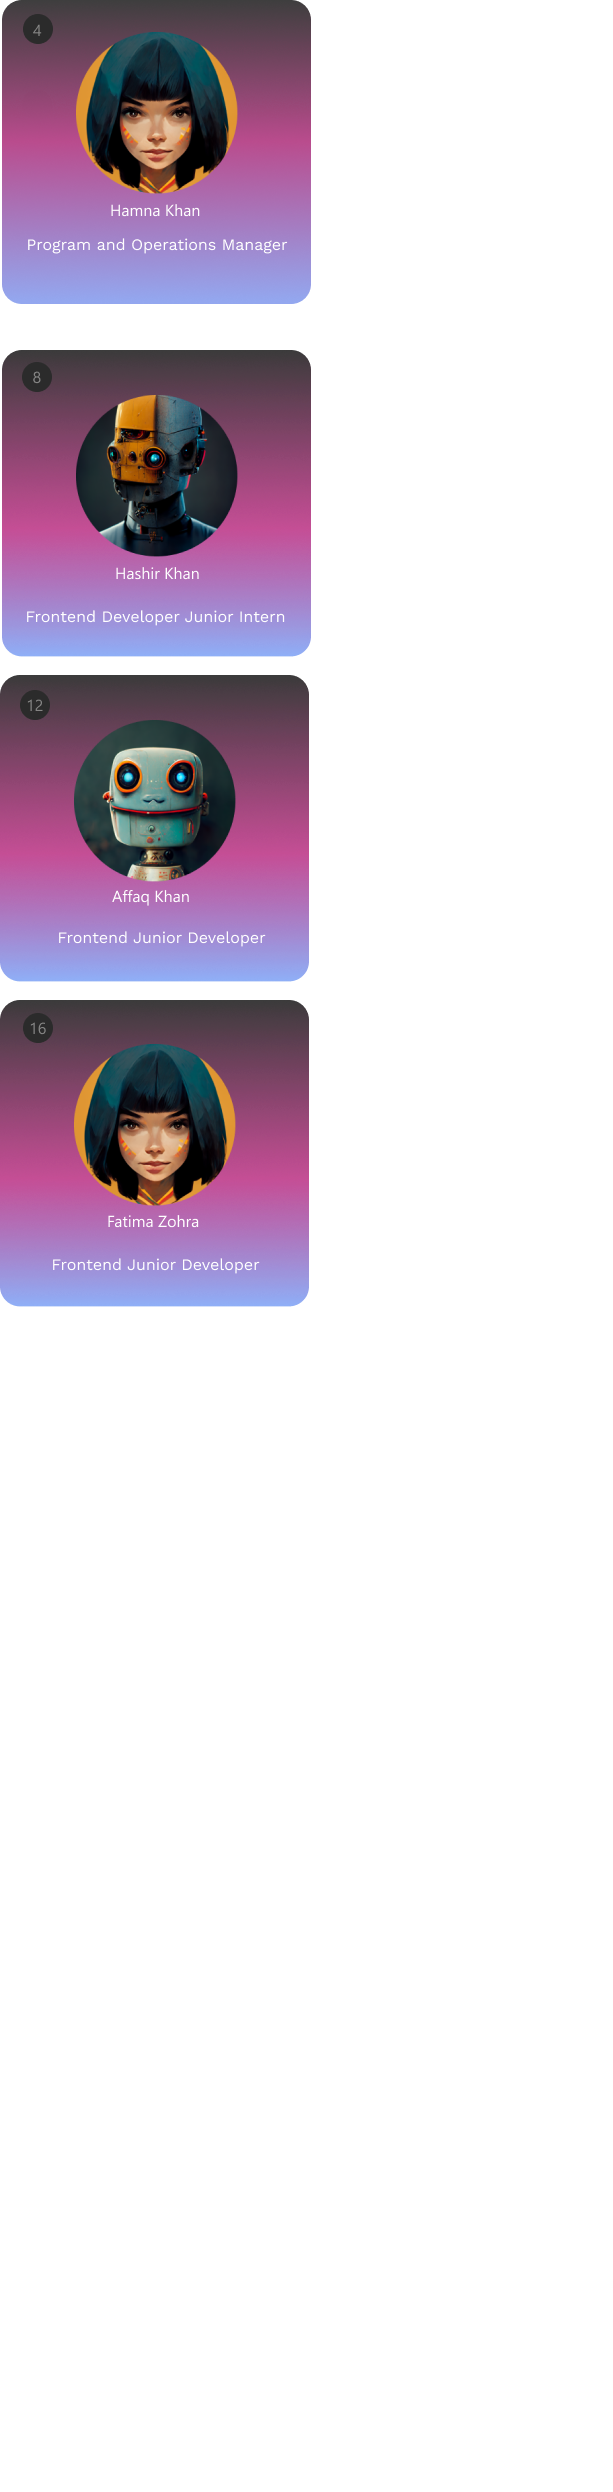 4
Hamna Khan
Program and Operations Manager
8
Hashir Khan
Frontend Developer Junior Intern
12
Affaq Khan
Frontend Junior Developer
16
Fatima Zohra
Frontend Junior Developer